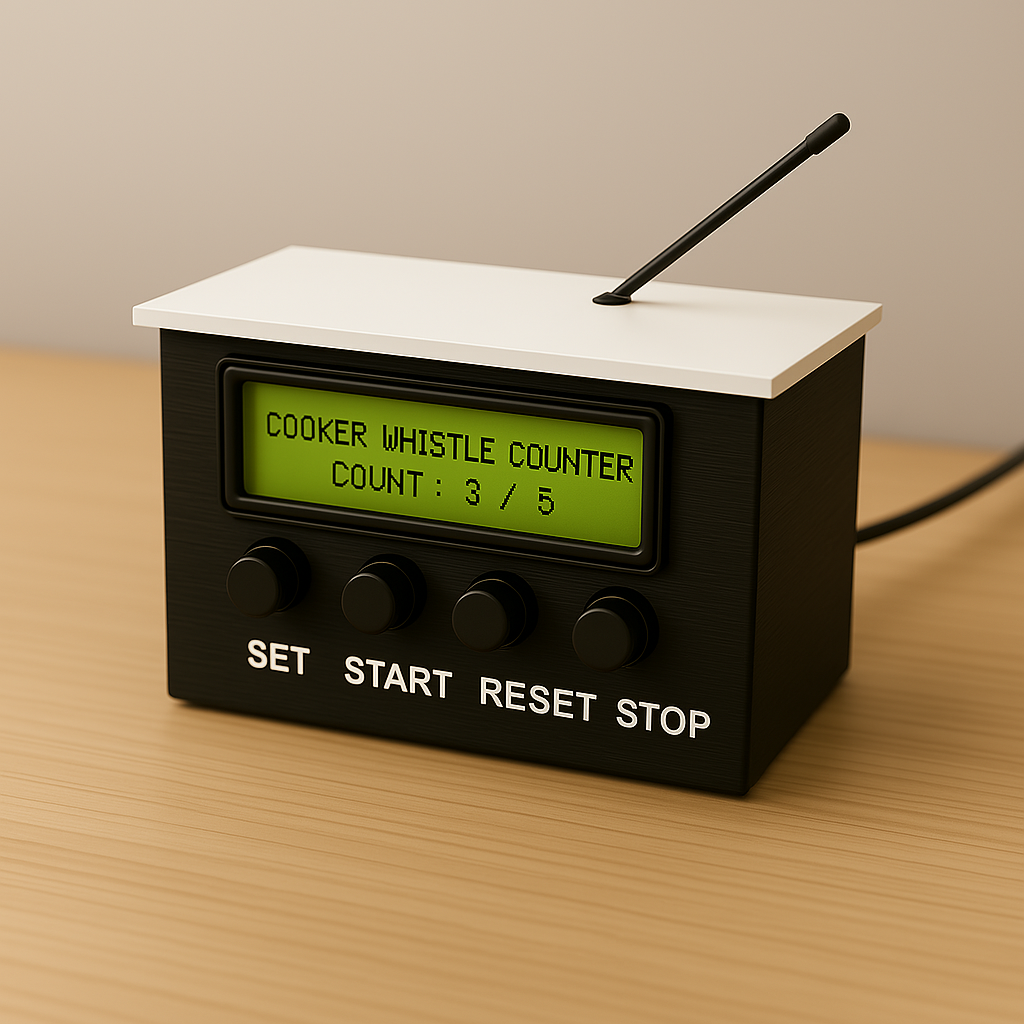 COOKER WHISTLE COUNTER
COUNT: 3 / 5
SET START RESET STOP